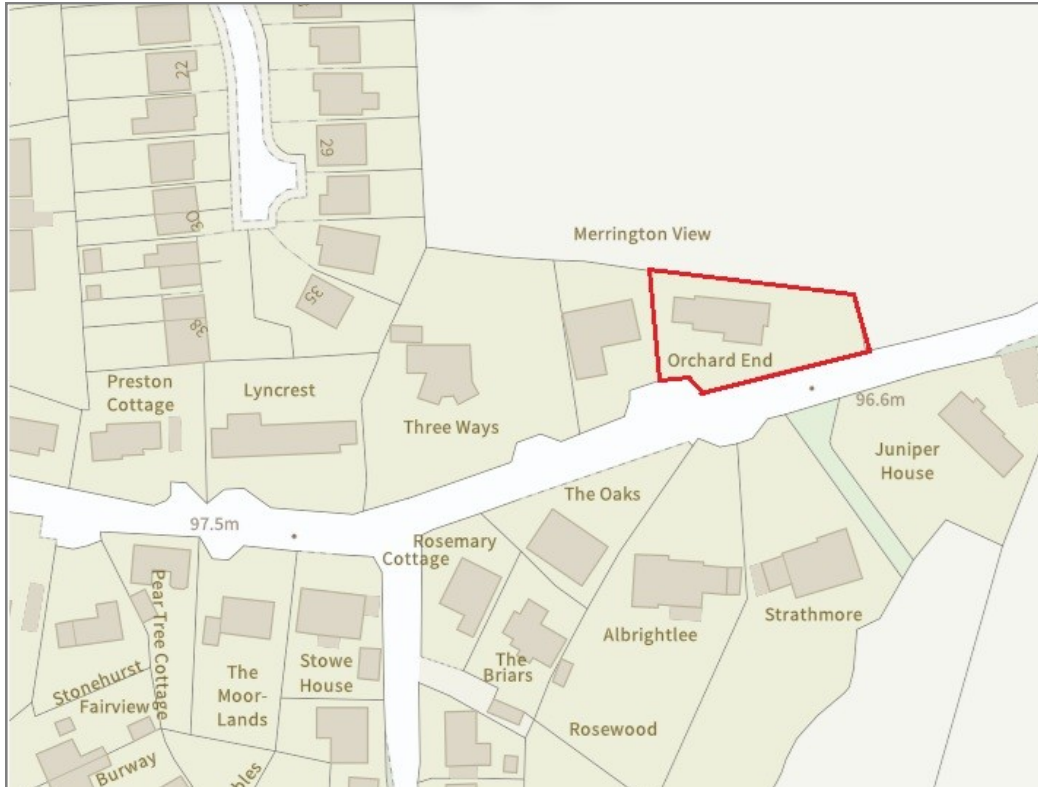 22
29
Merrington View
30
35
38
Orchard End
Preston
Cottage
Lyncrest
Three Ways
96.6m
Juniper
House
The Oaks
97.5m
Rosemary
Cottage
Pear Tree Cottage
Strathmore
Albrightlee
Stowe
House
The
Briars
The
Moor-
Lands
Stonehurst
Fairview
Rosewood
Burway